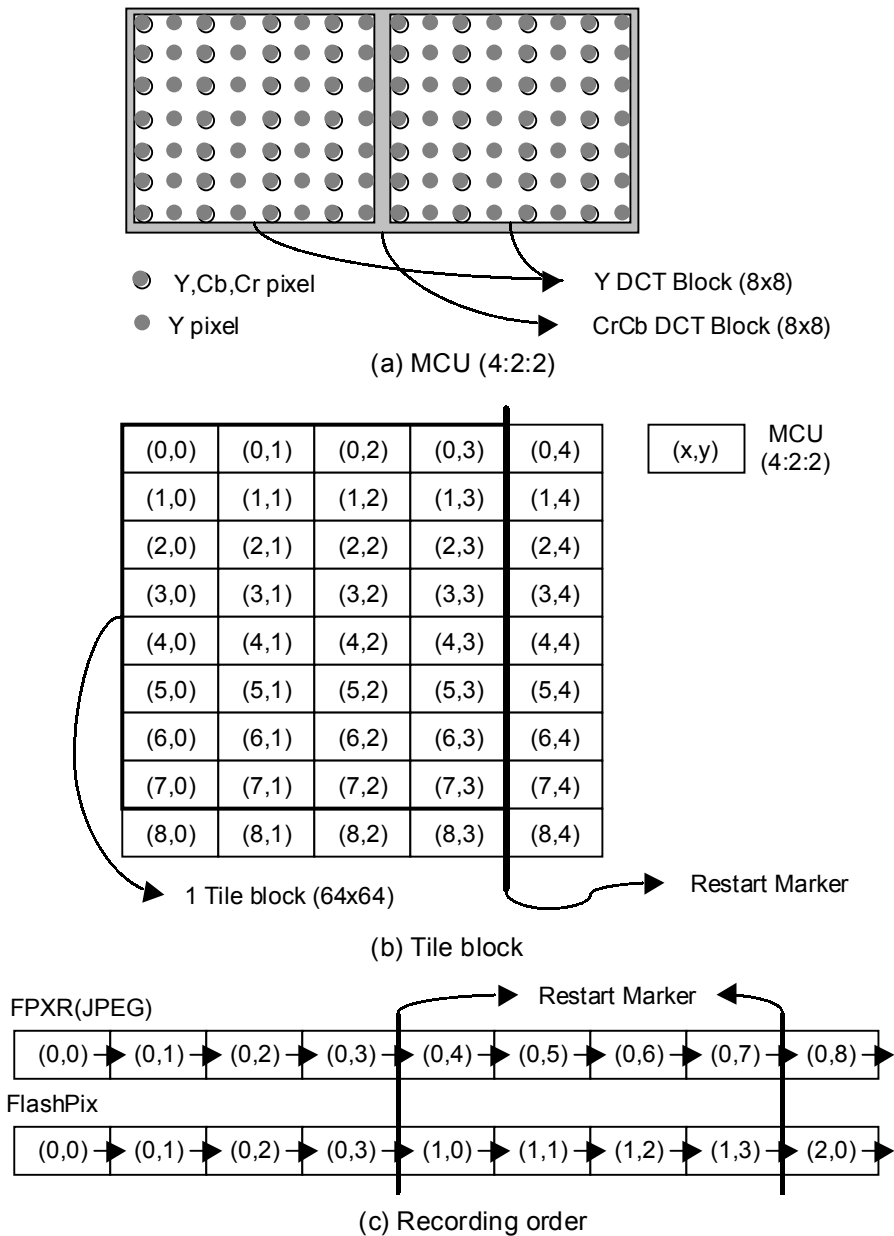 Y,Cb,Cr pixel
Y DCT Block (8x8)
Y pixel
CrCb DCT Block (8x8)
(a) MCU (4:2:2)
(0,0) (0,1) (0,2) (0,3) (0,4)
(x,y)
MCU
(4:2:2)
(1,0) (1,1) (1,2) (1,3) (1,4)
(2,0) (2,1) (2,2) (2,3) (2,4)
(3,0) (3,1) (3,2) (3,3) (3,4)
(4,0) (4,1) (4,2) (4,3) (4,4)
(5,0) (5,1) (5,2) (5,3) (5,4)
(6,0) (6,1) (6,2) (6,3) (6,4)
(7,0) (7,1) (7,2) (7,3) (7,4)
(8,0) (8,1) (8,2) (8,3) (8,4)
1 Tile block (64x64)
Restart Marker
(b) Tile block
Restart Marker
FPXR(JPEG)
(0,0) (0,1) (0,2) (0,3) (0,4) (0,5) (0,6) (0,7) (0,8)
FlashPix
(0,0) (0,1) (0,2) (0,3) (1,0) (1,1) (1,2) (1,3) (2,0)
(c) Recording order